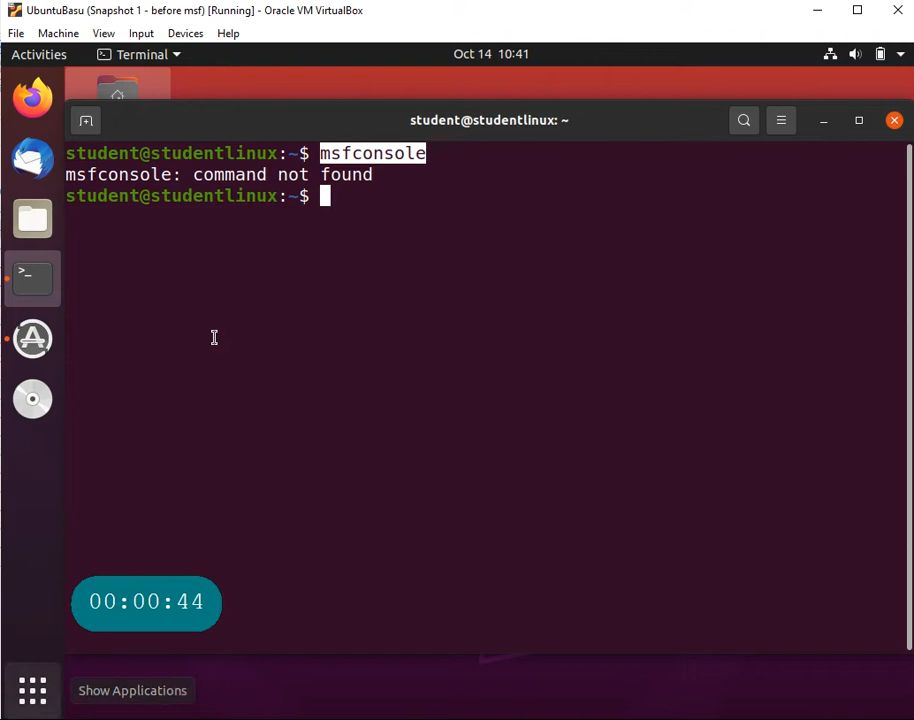 UbuntuBasu (Snapshot 1 - before msf) [Running] - Oracle VM VirtualBox
File Machine View Input Devices Help
Activities Terminal Oct 14 10:41
student@studentlinux: ~
student@studentlinux:~$ msfconsole
msfconsole: command not found
student@studentlinux:~$
00:00:44
Show Applications